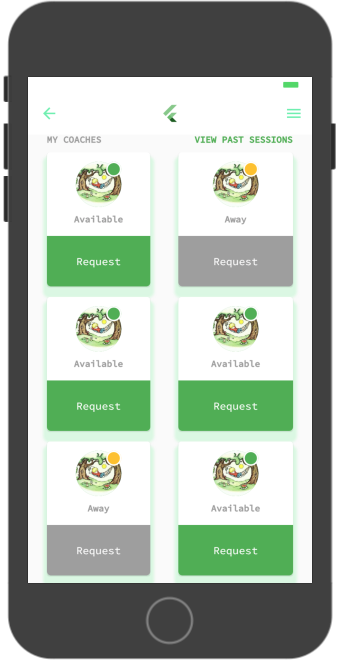 MY COACHES VIEW PAST SESSIONS
Available Away
Request Request
Available Available
Request Request
Away Available
Request Request